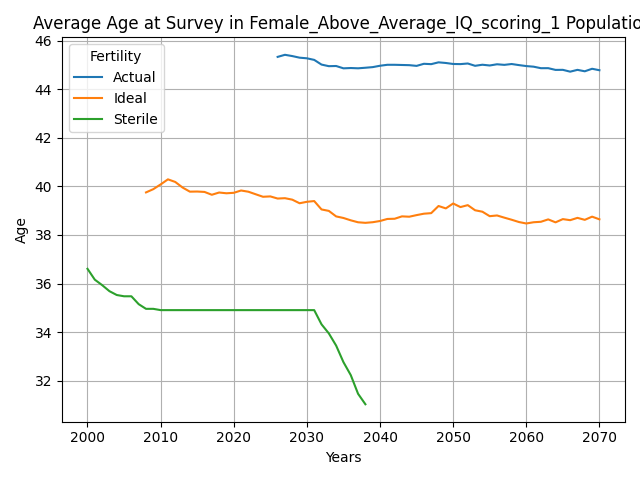 Average Age at Survey in Female_Above_Average_IQ_scoring_1 Populatio
46
44
42
40
38
36
34
32
Age
Fertility
Actual
Ideal
Sterile
2000
2010
2020
2030
2040
2050
2060
2070
Years